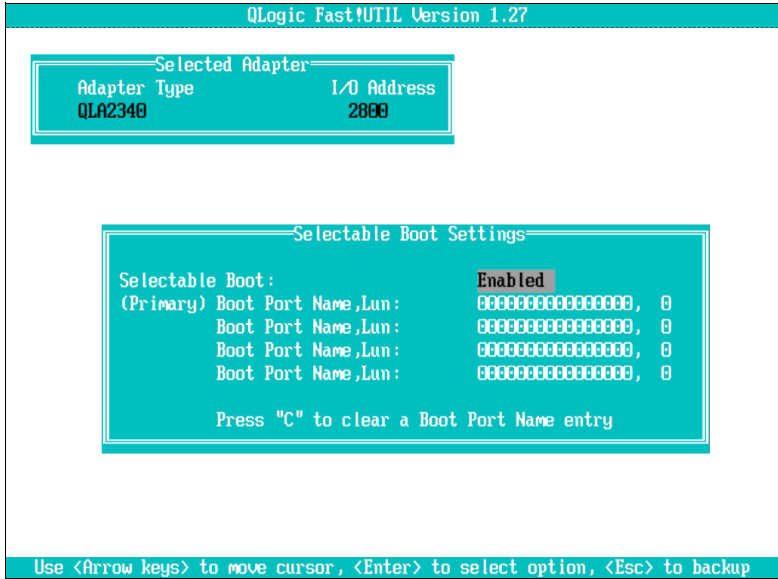 QLogic Fast!UTIL Version 1.27
Selected Adapter
Adapter Type I/O Address
QLA2340 2800
Selectable Boot Settings
Selectable Boot: Enabled
(Primary) Boot Port Name,Lun: 0000000000000000, 0
Boot Port Name,Lun: 0000000000000000, 0
Boot Port Name,Lun: 0000000000000000, 0
Boot Port Name,Lun: 0000000000000000, 0
Press "C" to clear a Boot Port Name entry
Use <Arrow keys> to move cursor, <Enter> to select option, <Esc> to backup